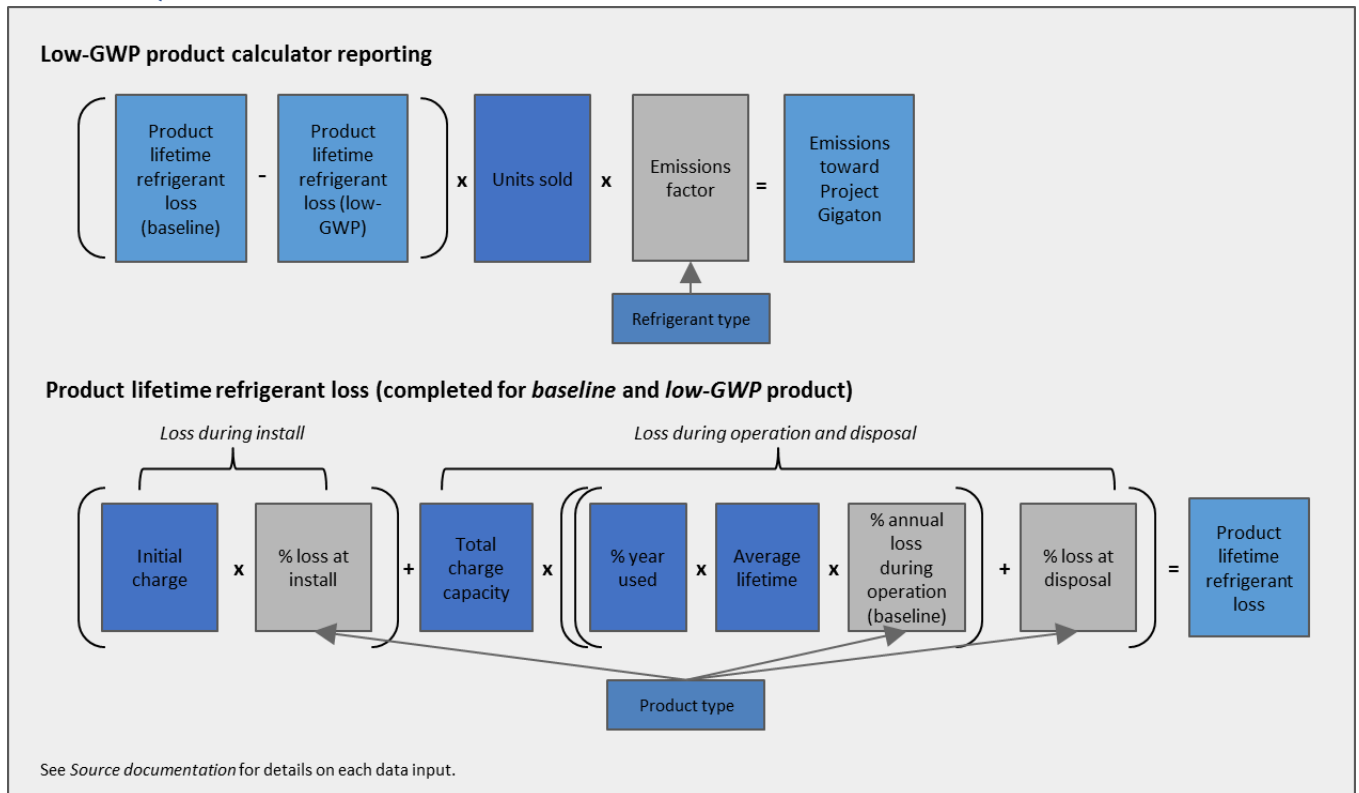 Low-GWP product calculator reporting
Product
lifetime
refrigerant
loss
(baseline)
-
Product
lifetime
refrigerant
loss (low-
GWP)
x
Units sold
x
Emissions
factor
=
Emissions
toward
Project
Gigaton
Refrigerant type
Product lifetime refrigerant loss (completed for baseline and low-GWP product)
Loss during install
Loss during operation and disposal
Initial
charge
x
% loss at
install
+
Total
charge
capacity
x
% year
used
x
Average
lifetime
x
% annual
loss
during
operation
(baseline)
+
% loss at
disposal
=
Product
lifetime
refrigerant
loss
Product type
See Source documentation for details on each data input.